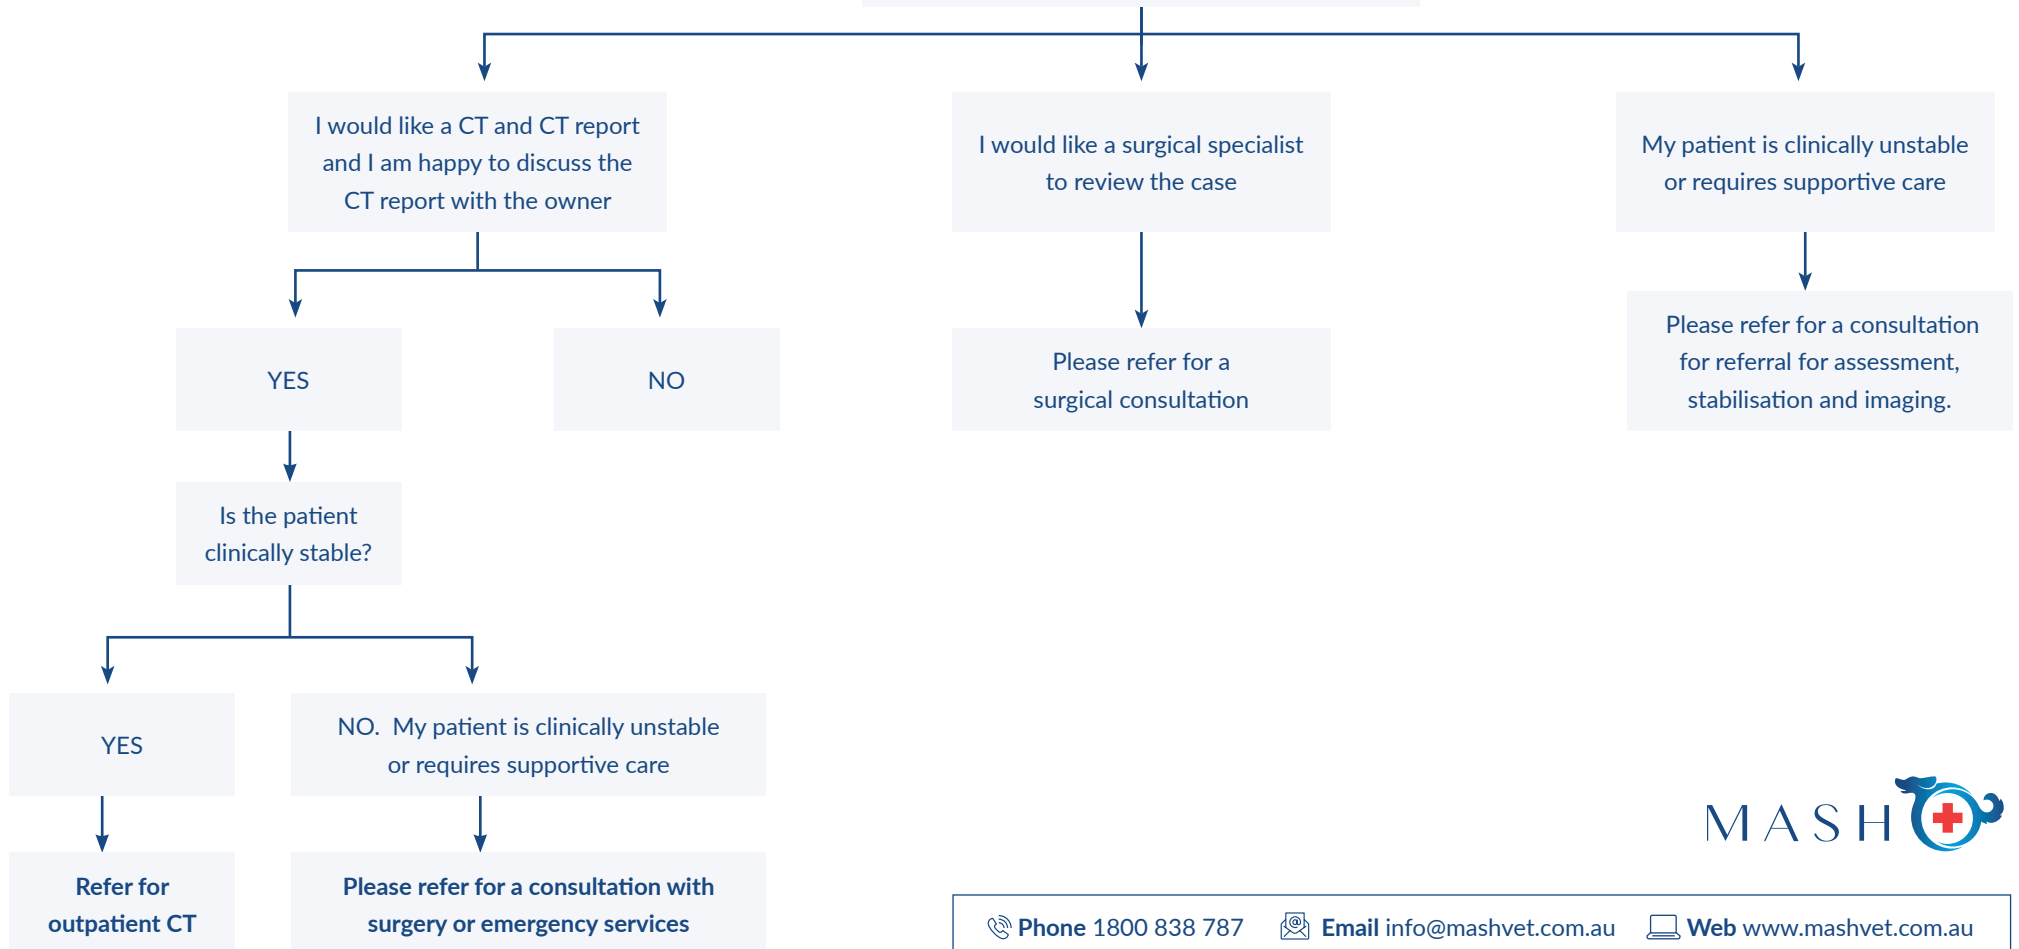 I would like a CT and CT report
and I am happy to discuss the
CT report with the owner
I would like a surgical specialist
to review the case
My patient is clinically unstable
or requires supportive care
YES
NO
Please refer for a
surgical consultation
Please refer for a consultation
for referral for assessment,
stabilisation and imaging.
Is the patient
clinically stable?
YES
NO. My patient is clinically unstable
or requires supportive care
Refer for
outpatient CT
Please refer for a consultation with
surgery or emergency services
MASH
Phone 1800 838 787 Email info@mashvet.com.au Web www.mashvet.com.au